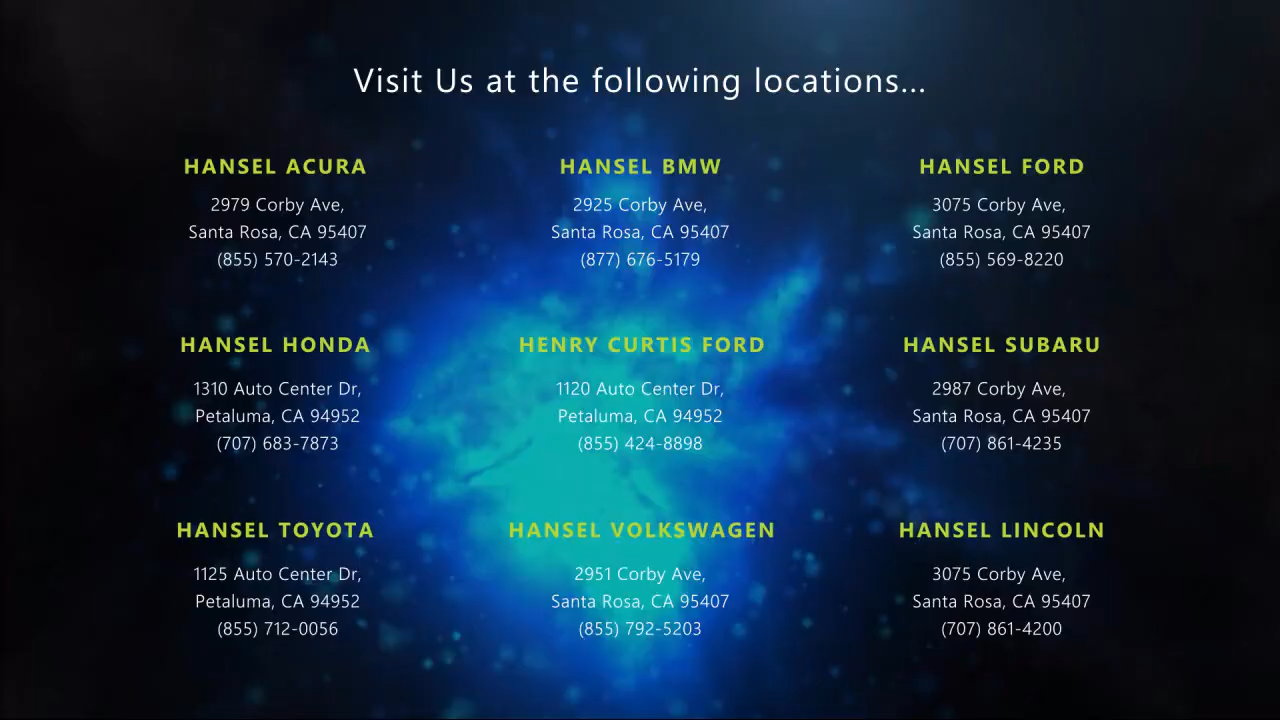 Visit Us at the following locations...
HANSEL ACURA
2979 Corby Ave,
Santa Rosa, CA 95407
(855) 570-2143
HANSEL BMW
2925 Corby Ave,
Santa Rosa, CA 95407
(877) 676-5179
HANSEL FORD
3075 Corby Ave,
Santa Rosa, CA 95407
(855) 569-8220
HANSEL HONDA
1310 Auto Center Dr,
Petaluma, CA 94952
(707) 683-7873
HENRY CURTIS FORD
1120 Auto Center Dr,
Petaluma, CA 94952
(855) 424-8898
HANSEL SUBARU
2987 Corby Ave,
Santa Rosa, CA 95407
(707) 861-4235
HANSEL TOYOTA
1125 Auto Center Dr,
Petaluma, CA 94952
(855) 712-0056
HANSEL VOLKSWAGEN
2951 Corby Ave,
Santa Rosa, CA 95407
(855) 792-5203
HANSEL LINCOLN
3075 Corby Ave,
Santa Rosa, CA 95407
(707) 861-4200